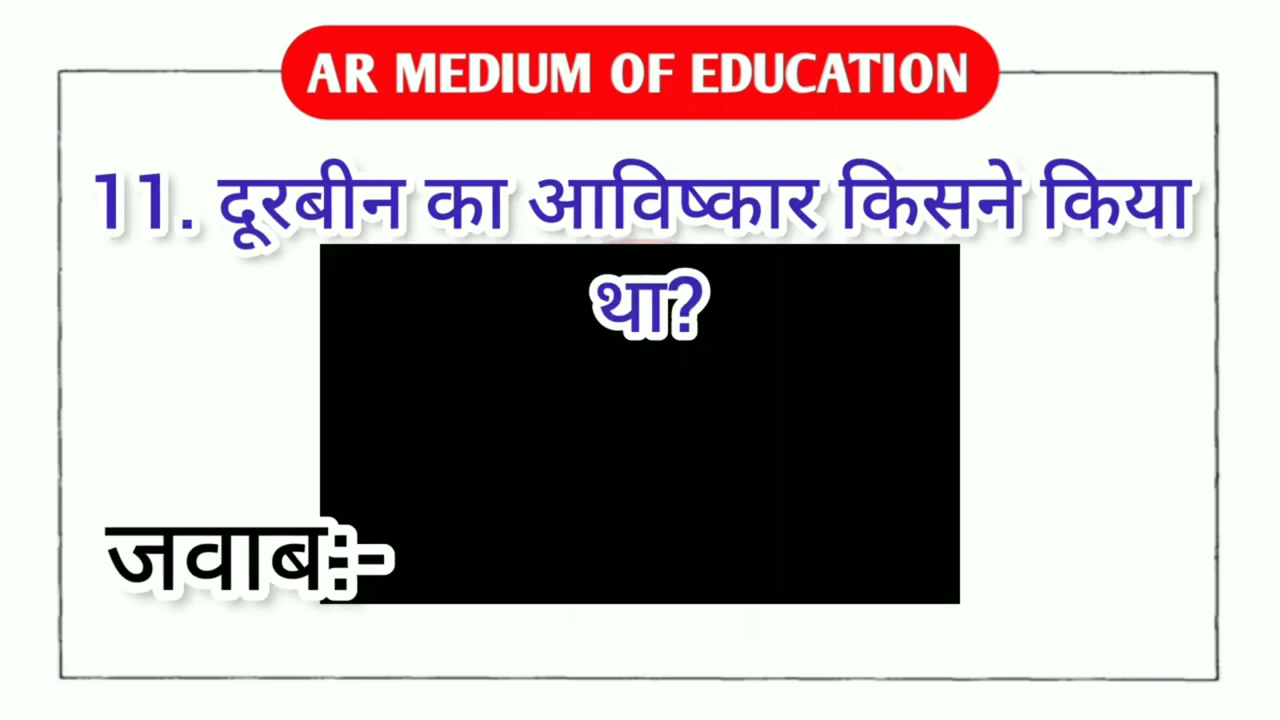 AR MEDIUM OF EDUCATION
11. दूरबीन का आविष्कार किसने किया
था?
जवाब:-